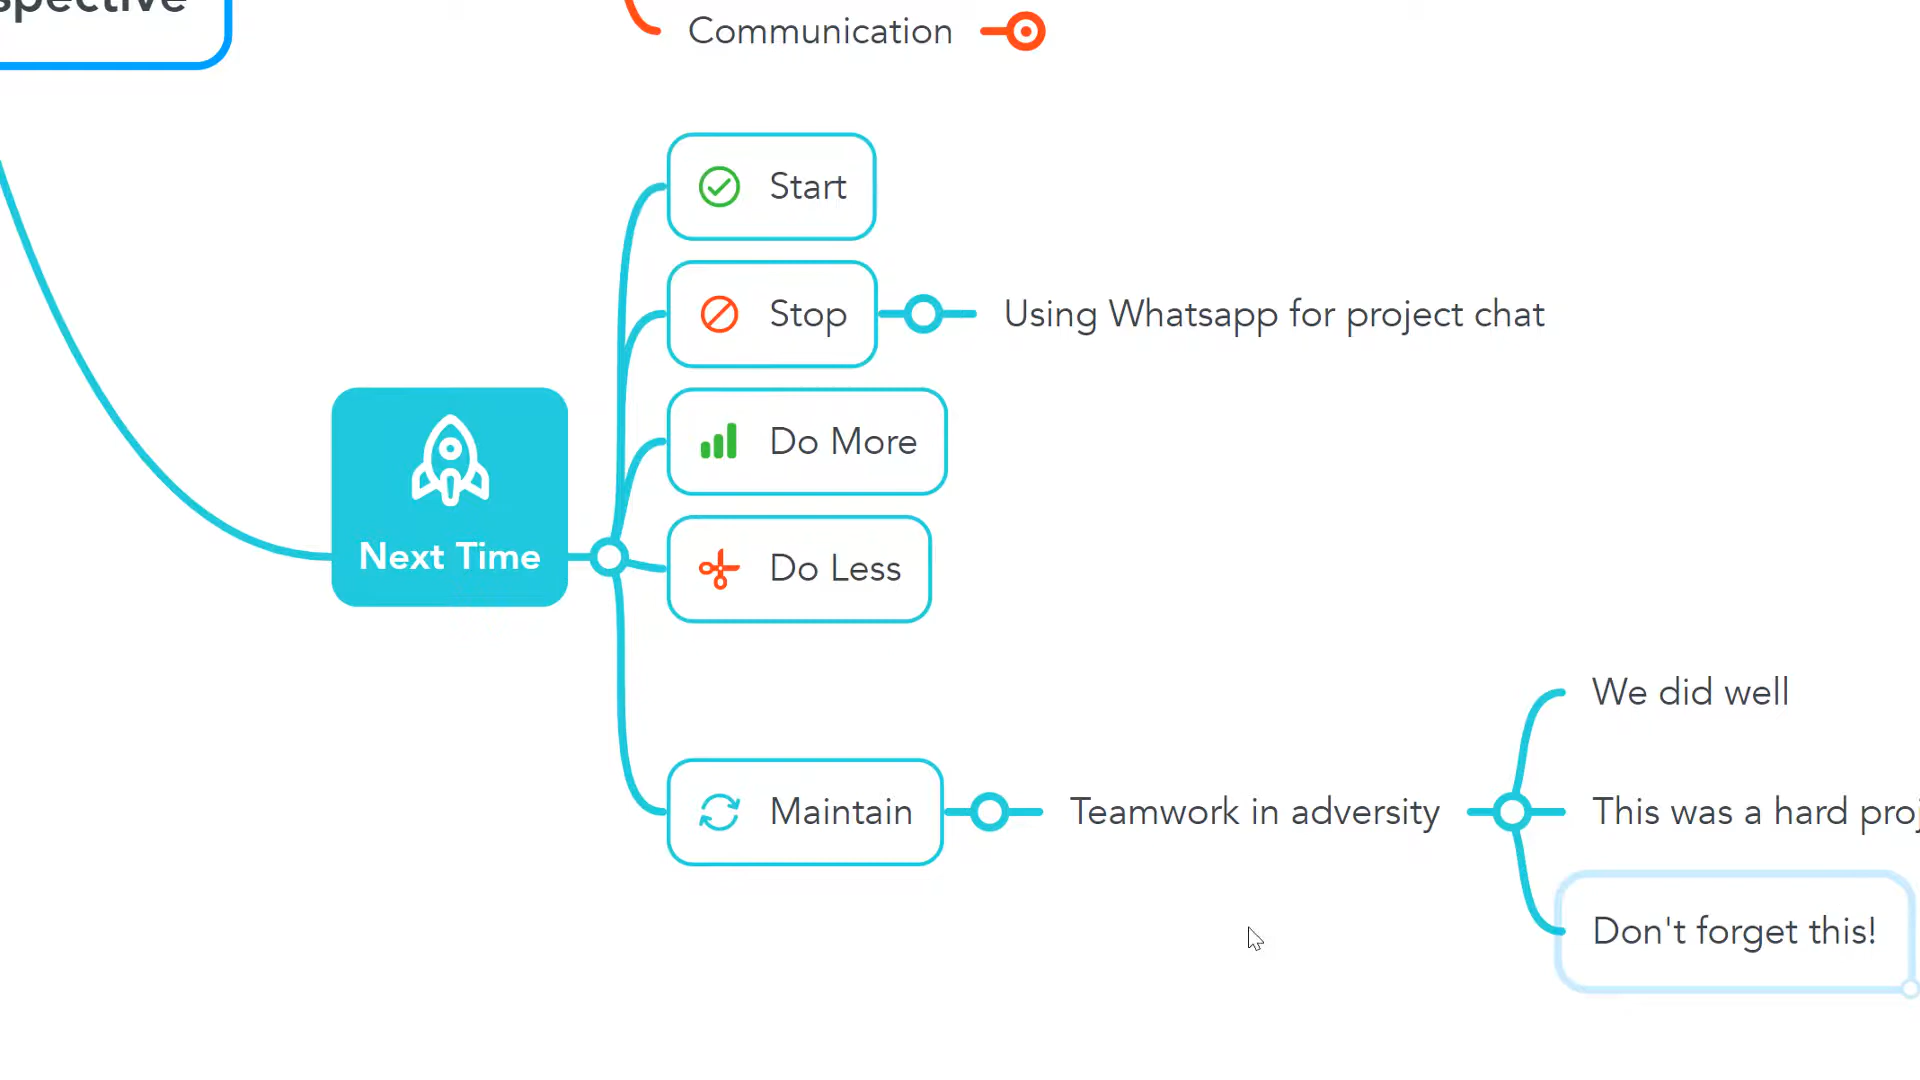 spective
Communication
Start
Stop
Using Whatsapp for project chat
Do More
Do Less
Next Time
We did well
Maintain
Teamwork in adversity
This was a hard proj
Don't forget this!